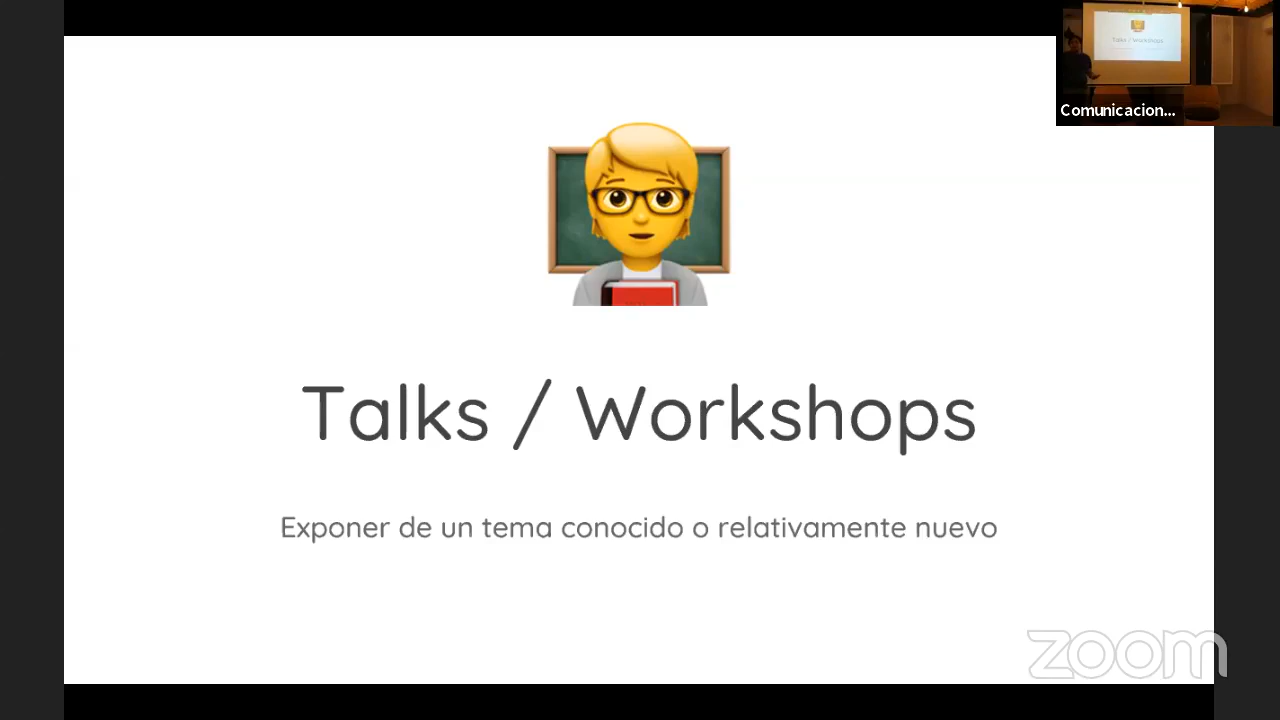 Comunicacion...
Talks / Workshops
Exponer de un tema conocido o relativamente nuevo
zoom